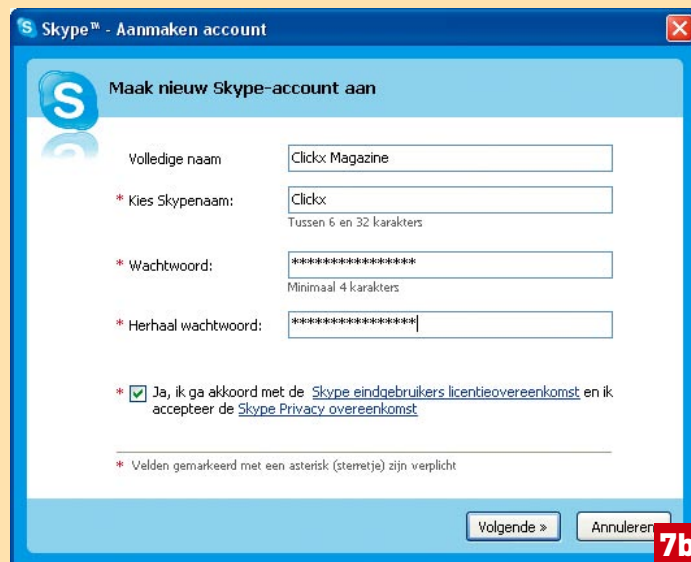 Skype™ - Aanmaken account
Maak nieuw Skype-account aan
Volledige naam
Clickx Magazine
* Kies Skypenaam:
Clickx
Tussen 6 en 32 karakters
* Wachtwoord:
****************
Minimaal 4 karakters
* Herhaal wachtwoord:
****************
* Ja, ik ga akkoord met de Skype eindgebruikers licentieovereenkomst en ik
accepteer de Skype Privacy overeenkomst
* Velden gemarkeerd met een asterisk (sterretje) zijn verplicht
Volgende »
Annuleren
7b